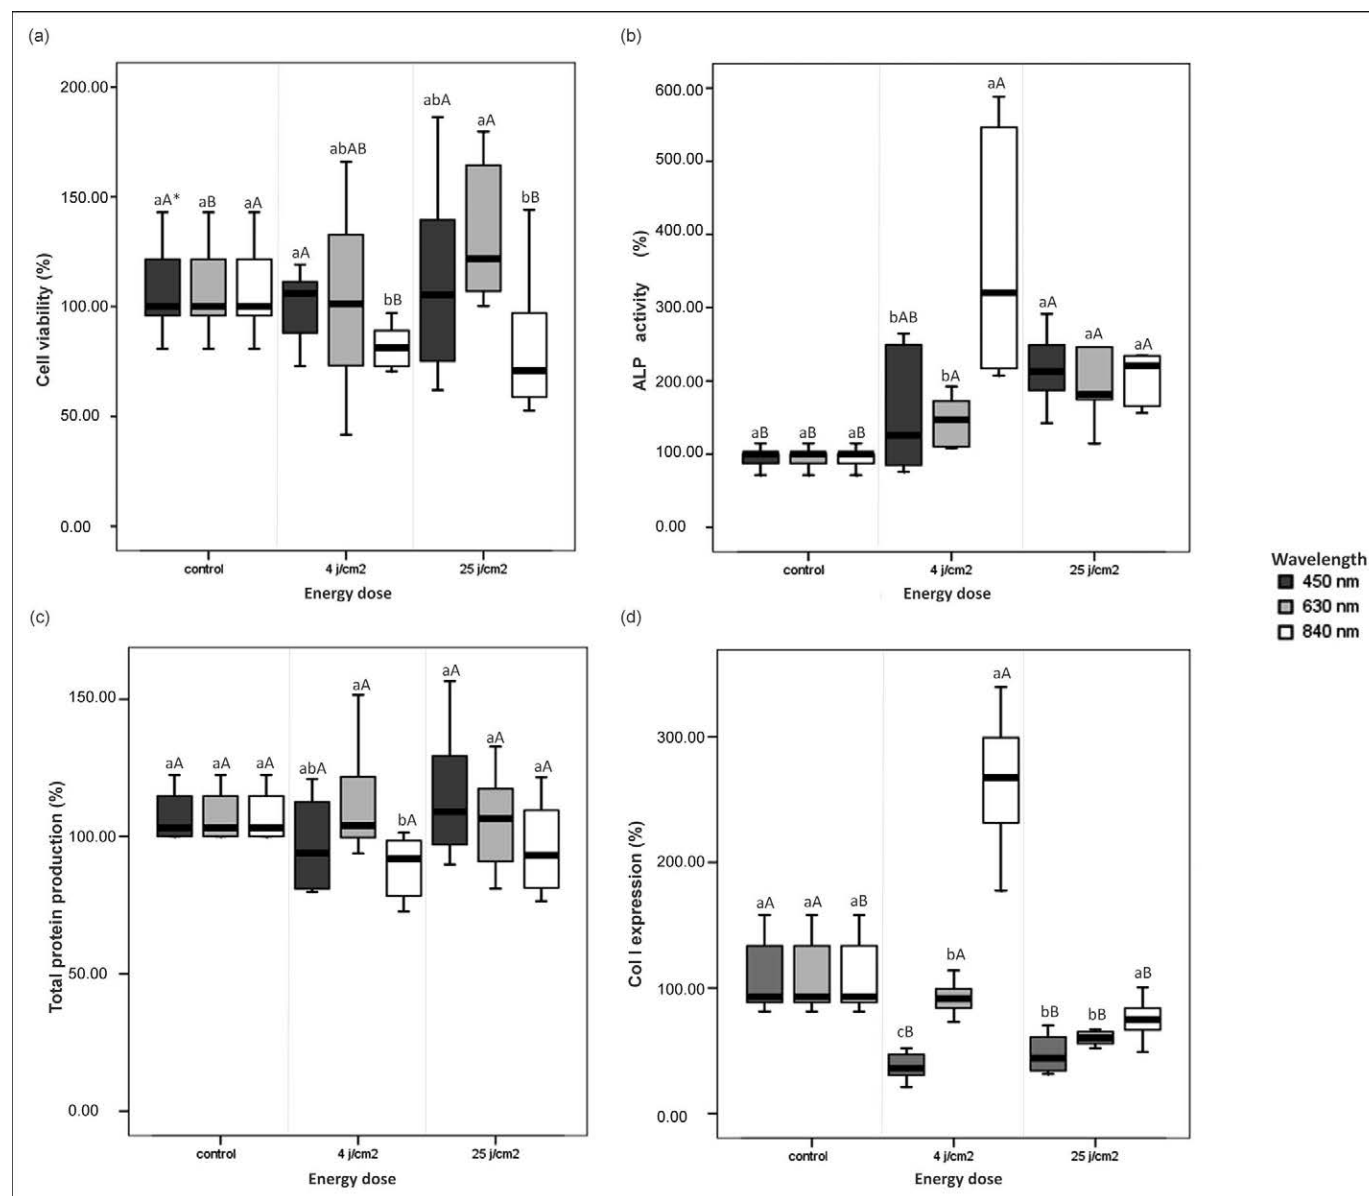 (a)
200.00
150.00
100.00
50.00
0.00
Cell viability (%)
aA* aB aA
aA abAB bB
abA aA bB
control 4 j/cm2 25 j/cm2
Energy dose
(b)
600.00
500.00
400.00
300.00
200.00
100.00
0.00
ALP activity (%)
aB aB aB
bAB bA aA
aA aA aA
control 4 j/cm2 25 j/cm2
Energy dose
Wavelength
450 nm
630 nm
840 nm
(c)
150.00
100.00
50.00
0.00
Total protein production (%)
aA aA aA
abA aA bA
aA aA aA
control 4 j/cm2 25 j/cm2
Energy dose
(d)
300.00
200.00
100.00
0.00
Col I expression (%)
aA aA aB
cB bA aA
bB bB aB
control 4 j/cm2 25 j/cm2
Energy dose